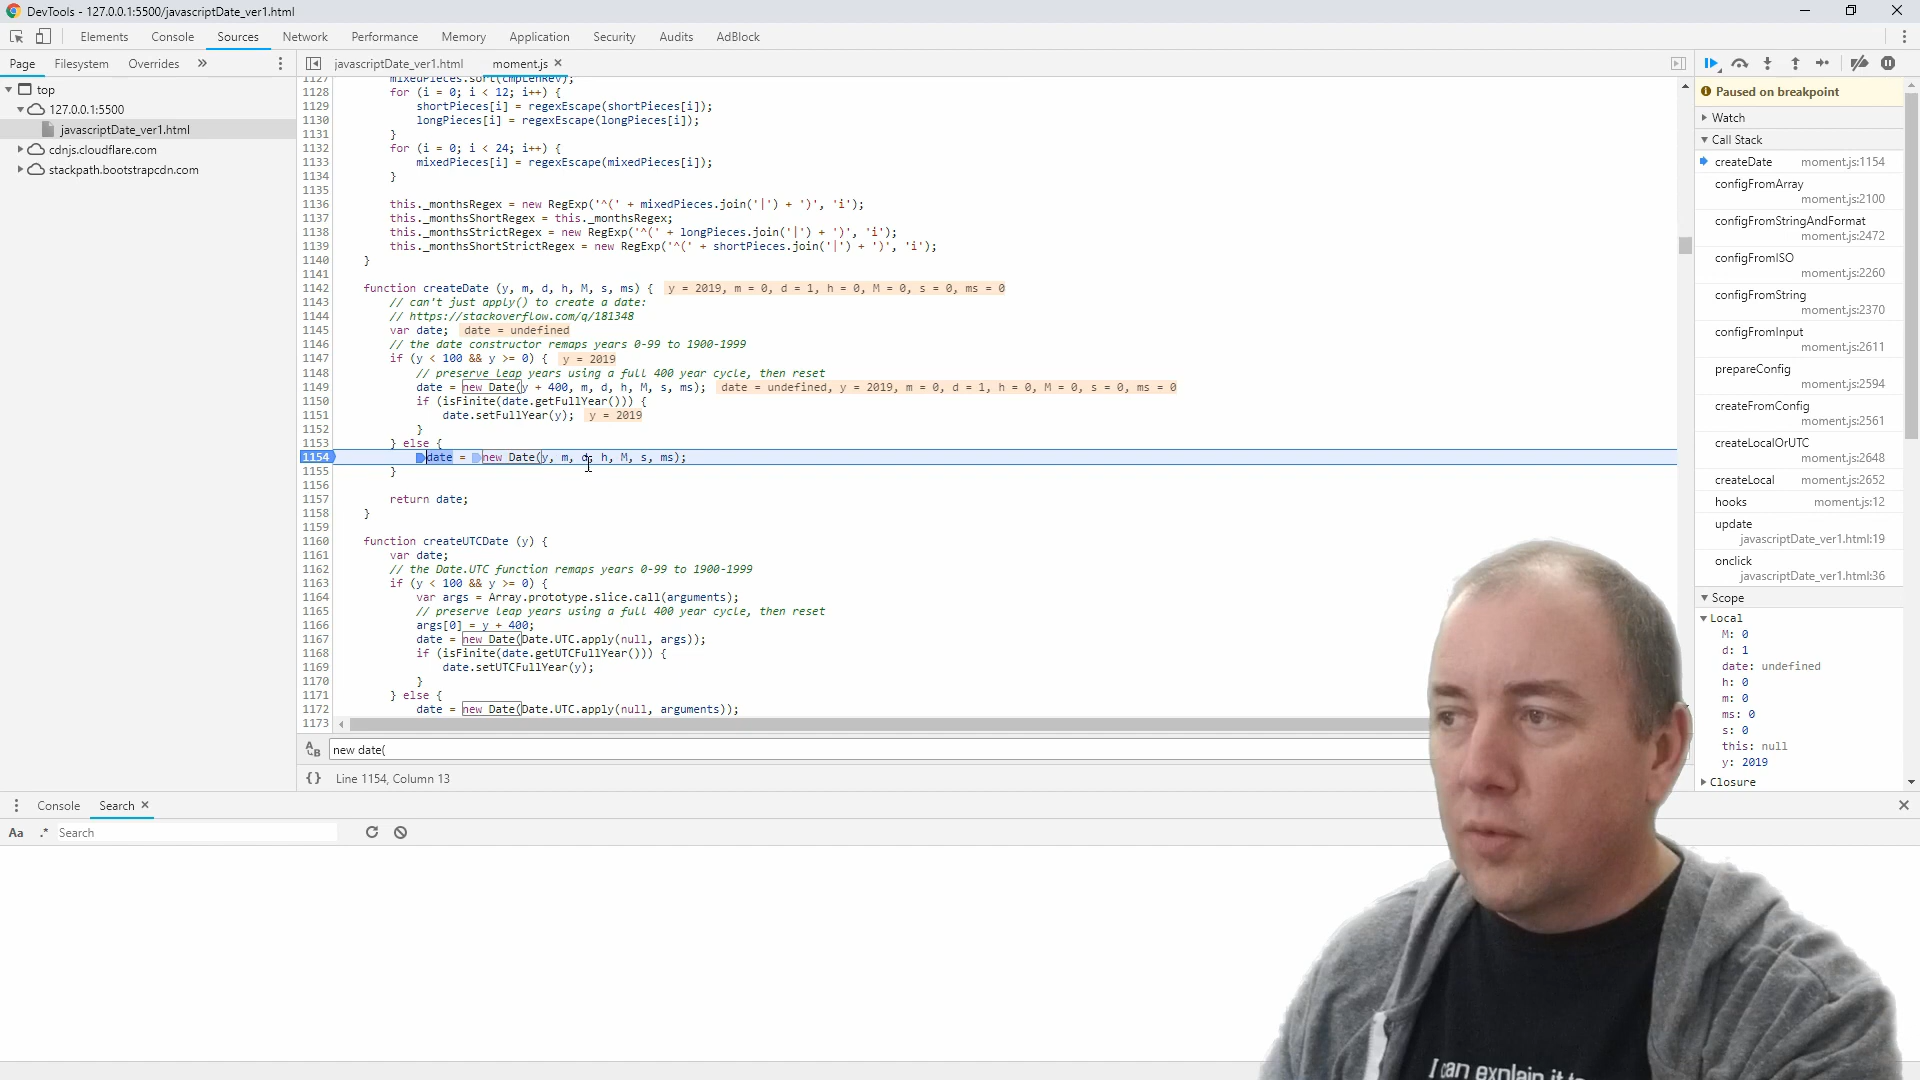 DevTools - 127.0.0.1:5500/javascriptDate_ver1.html
Elements Console Sources Network Performance Memory Application Security Audits AdBlock
Page Filesystem Overrides »
javascriptDate_ver1.html moment.js ×
top
127.0.0.1:5500
javascriptDate_ver1.html
cdnjs.cloudflare.com
stackpath.bootstrapcdn.com
1127 mixedPieces.sort(cmpLenRev);
1128 for (i = 0; i < 12; i++) {
1129 shortPieces[i] = regexEscape(shortPieces[i]);
1130 longPieces[i] = regexEscape(longPieces[i]);
1131 }
1132 for (i = 0; i < 24; i++) {
1133 mixedPieces[i] = regexEscape(mixedPieces[i]);
1134 }
1135
1136 this._monthsRegex = new RegExp('^(' + mixedPieces.join('|') + ')', 'i');
1137 this._monthsShortRegex = this._monthsRegex;
1138 this._monthsStrictRegex = new RegExp('^(' + longPieces.join('|') + ')', 'i');
1139 this._monthsShortStrictRegex = new RegExp('^(' + shortPieces.join('|') + ')', 'i');
1140 }
1141
1142 function createDate (y, m, d, h, M, s, ms) { y = 2019, m = 0, d = 1, h = 0, M = 0, s = 0, ms = 0
1143 // can't just apply() to create a date:
1144 // https://stackoverflow.com/q/181348
1145 var date; date = undefined
1146 // the date constructor remaps years 0-99 to 1900-1999
1147 if (y < 100 && y >= 0) { y = 2019
1148 // preserve leap years using a full 400 year cycle, then reset
1149 date = new Date(y + 400, m, d, h, M, s, ms); date = undefined, y = 2019, m = 0, d = 1, h = 0, M = 0, s = 0, ms = 0
1150 if (isFinite(date.getFullYear())) {
1151 date.setFullYear(y); y = 2019
1152 }
1153 } else {
1154 date = new Date(y, m, d, h, M, s, ms);
1155 }
1156
1157 return date;
1158 }
1159
1160 function createUTCDate (y) {
1161 var date;
1162 // the Date.UTC function remaps years 0-99 to 1900-1999
1163 if (y < 100 && y >= 0) {
1164 var args = Array.prototype.slice.call(arguments);
1165 // preserve leap years using a full 400 year cycle, then reset
1166 args[0] = y + 400;
1167 date = new Date(Date.UTC.apply(null, args));
1168 if (isFinite(date.getUTCFullYear())) {
1169 date.setUTCFullYear(y);
1170 }
1171 } else {
1172 date = new Date(Date.UTC.apply(null, arguments));
1173
new date(
{} Line 1154, Column 13
Paused on breakpoint
Watch
Call Stack
createDate moment.js:1154
configFromArray
moment.js:2100
configFromStringAndFormat
moment.js:2472
configFromISO
moment.js:2260
configFromString
moment.js:2370
configFromInput
moment.js:2611
prepareConfig
moment.js:2594
createFromConfig
moment.js:2561
createLocalOrUTC
moment.js:2648
createLocal moment.js:2652
hooks moment.js:12
update
javascriptDate_ver1.html:19
onclick
javascriptDate_ver1.html:36
Scope
Local
M: 0
d: 1
date: undefined
h: 0
m: 0
ms: 0
s: 0
this: null
y: 2019
Closure
Console Search ×
Aa .* Search
I can explain it to